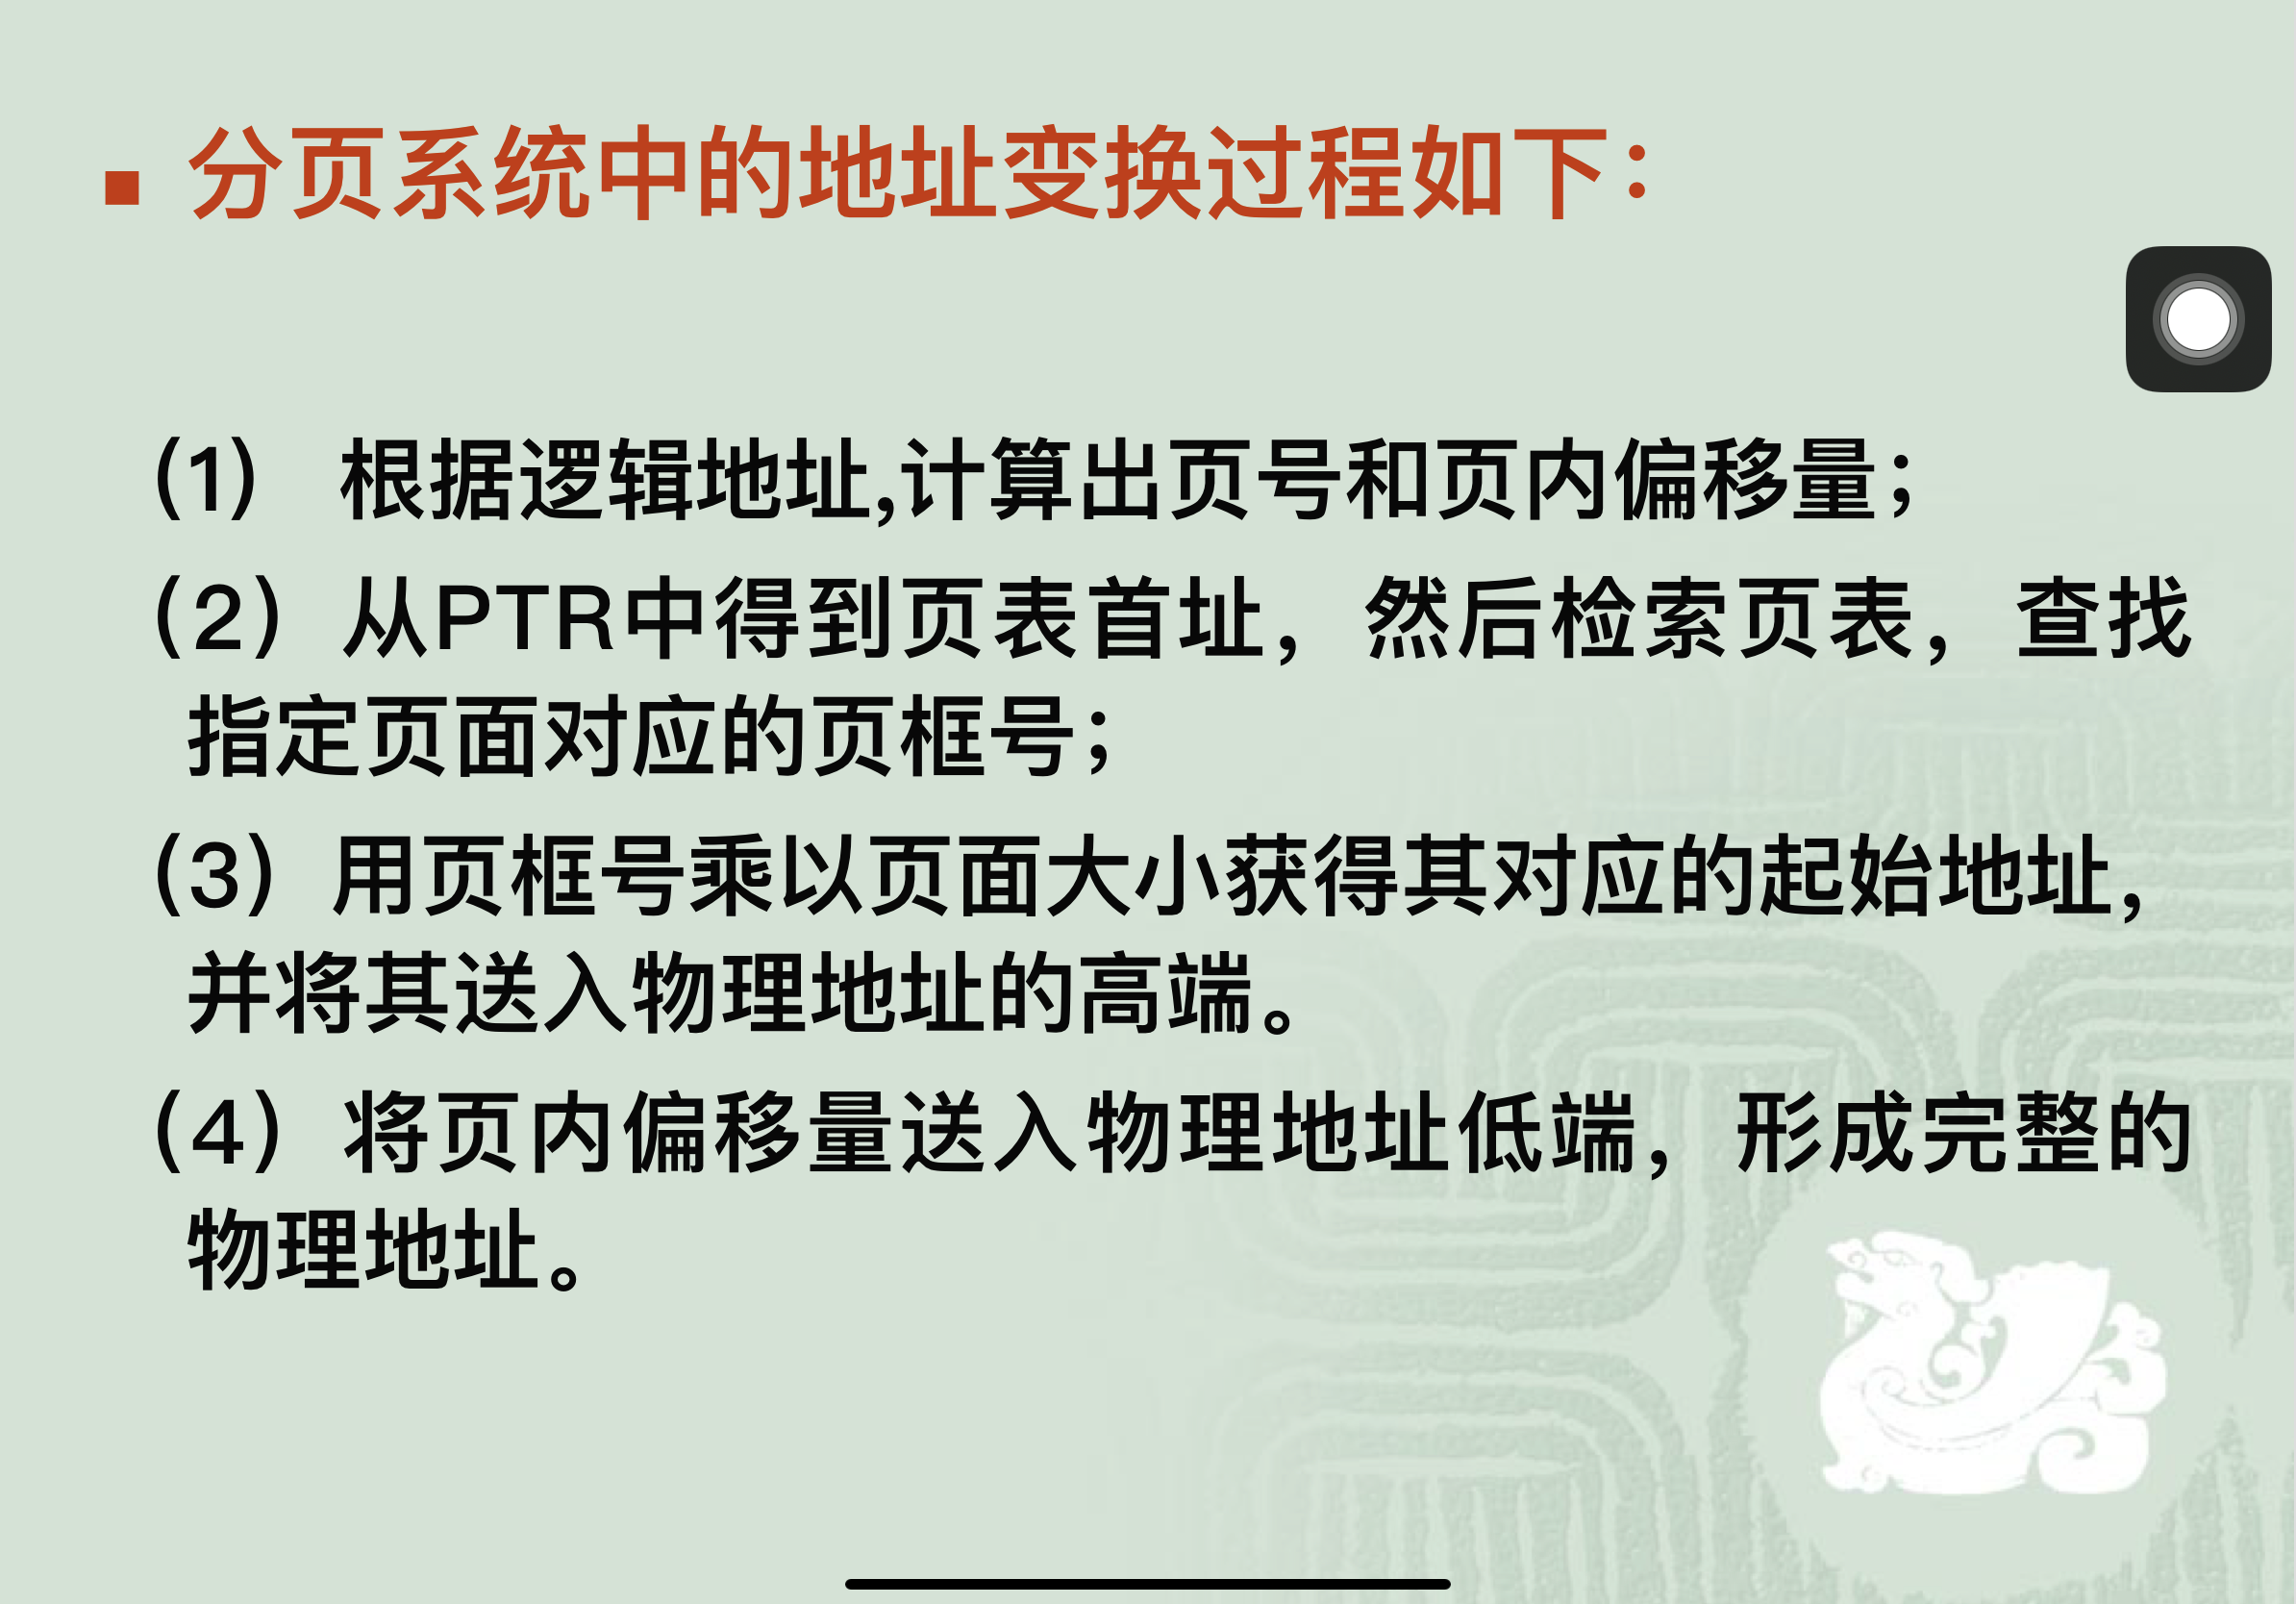 ▪ 分页系统中的地址变换过程如下：
(1) 根据逻辑地址,计算出页号和页内偏移量；
(2) 从PTR中得到页表首址，然后检索页表，查找
指定页面对应的页框号；
(3) 用页框号乘以页面大小获得其对应的起始地址，
并将其送入物理地址的高端。
(4) 将页内偏移量送入物理地址低端，形成完整的
物理地址。